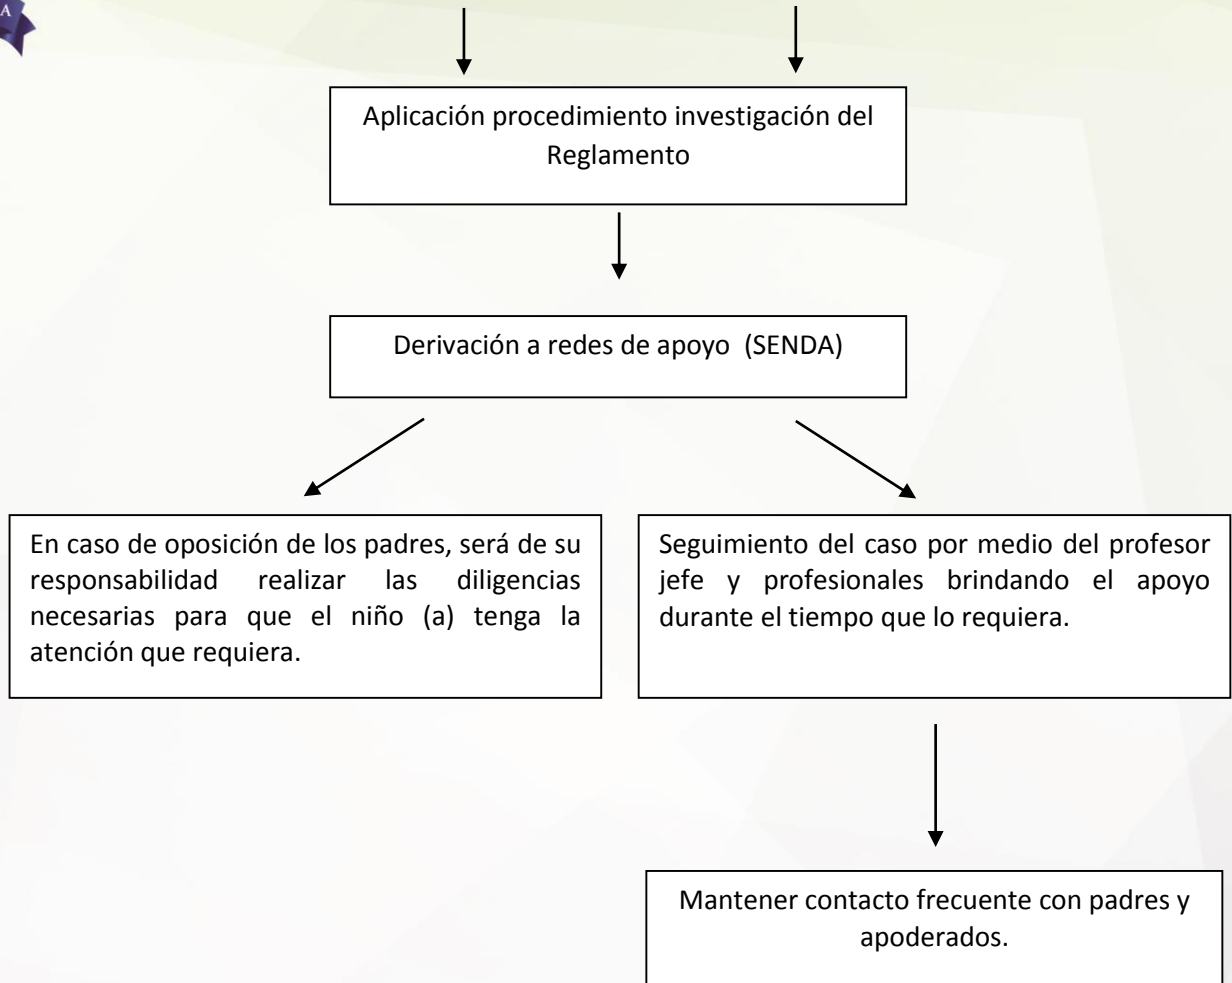 A
Aplicación procedimiento investigación del
Reglamento
Derivación a redes de apoyo (SENDA)
En caso de oposición de los padres, será de su
responsabilidad realizar las diligencias
necesarias para que el niño (a) tenga la
atención que requiera.
Seguimiento del caso por medio del profesor
jefe y profesionales brindando el apoyo
durante el tiempo que lo requiera.
Mantener contacto frecuente con padres y
apoderados.